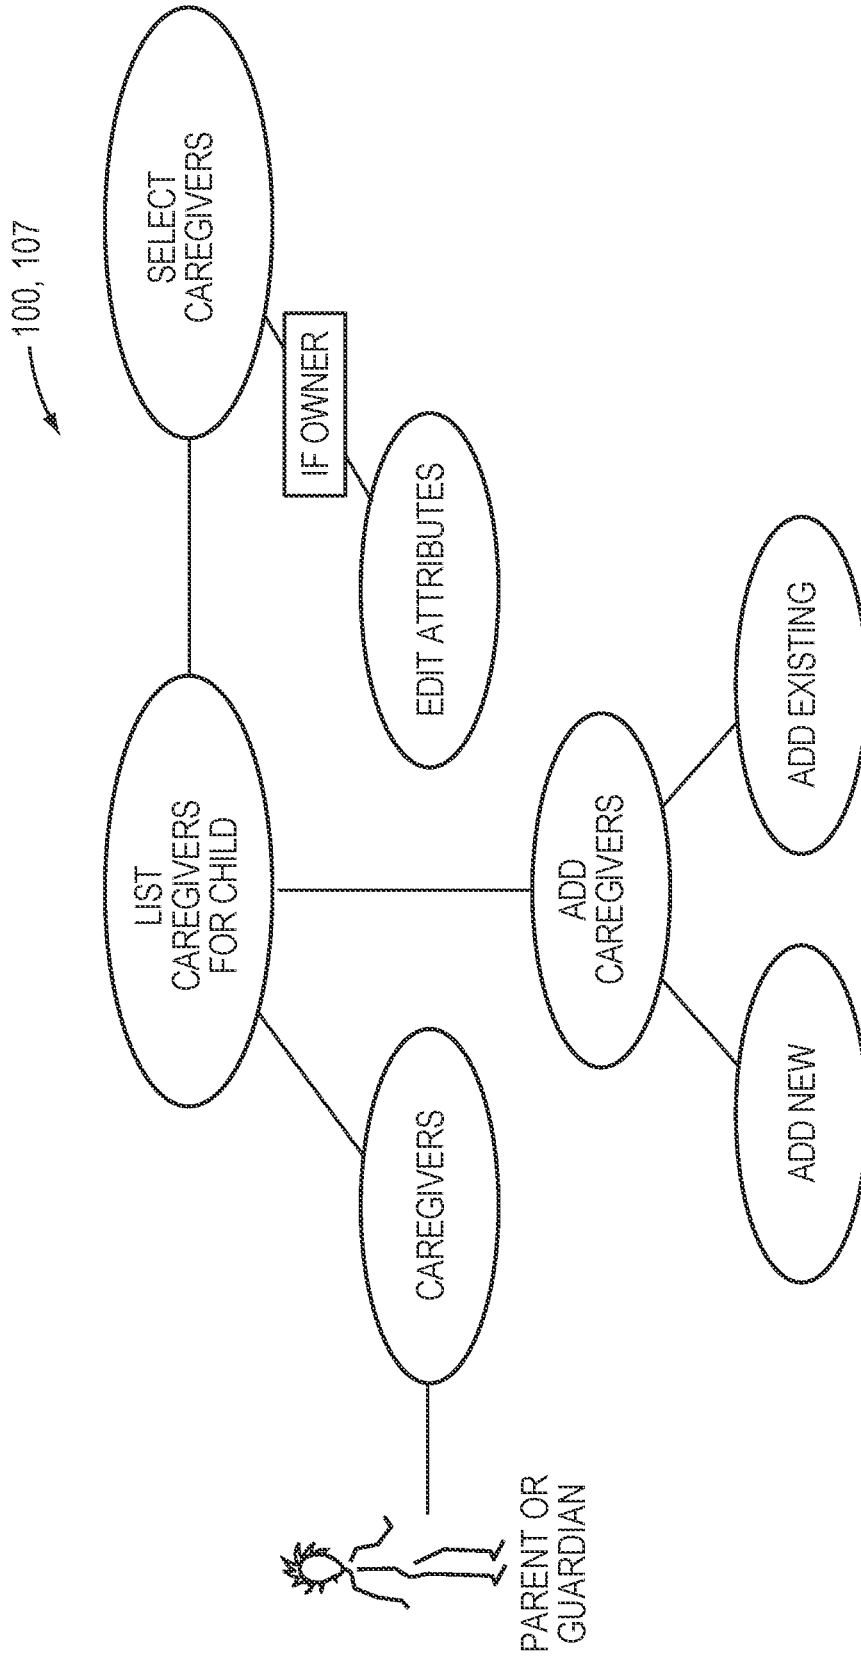 100, 107
LIST
CAREGIVERS
FOR CHILD
SELECT
CAREGIVERS
IF OWNER
CAREGIVERS
EDIT ATTRIBUTES
PARENT OR
GUARDIAN
ADD
CAREGIVERS
ADD NEW
ADD EXISTING